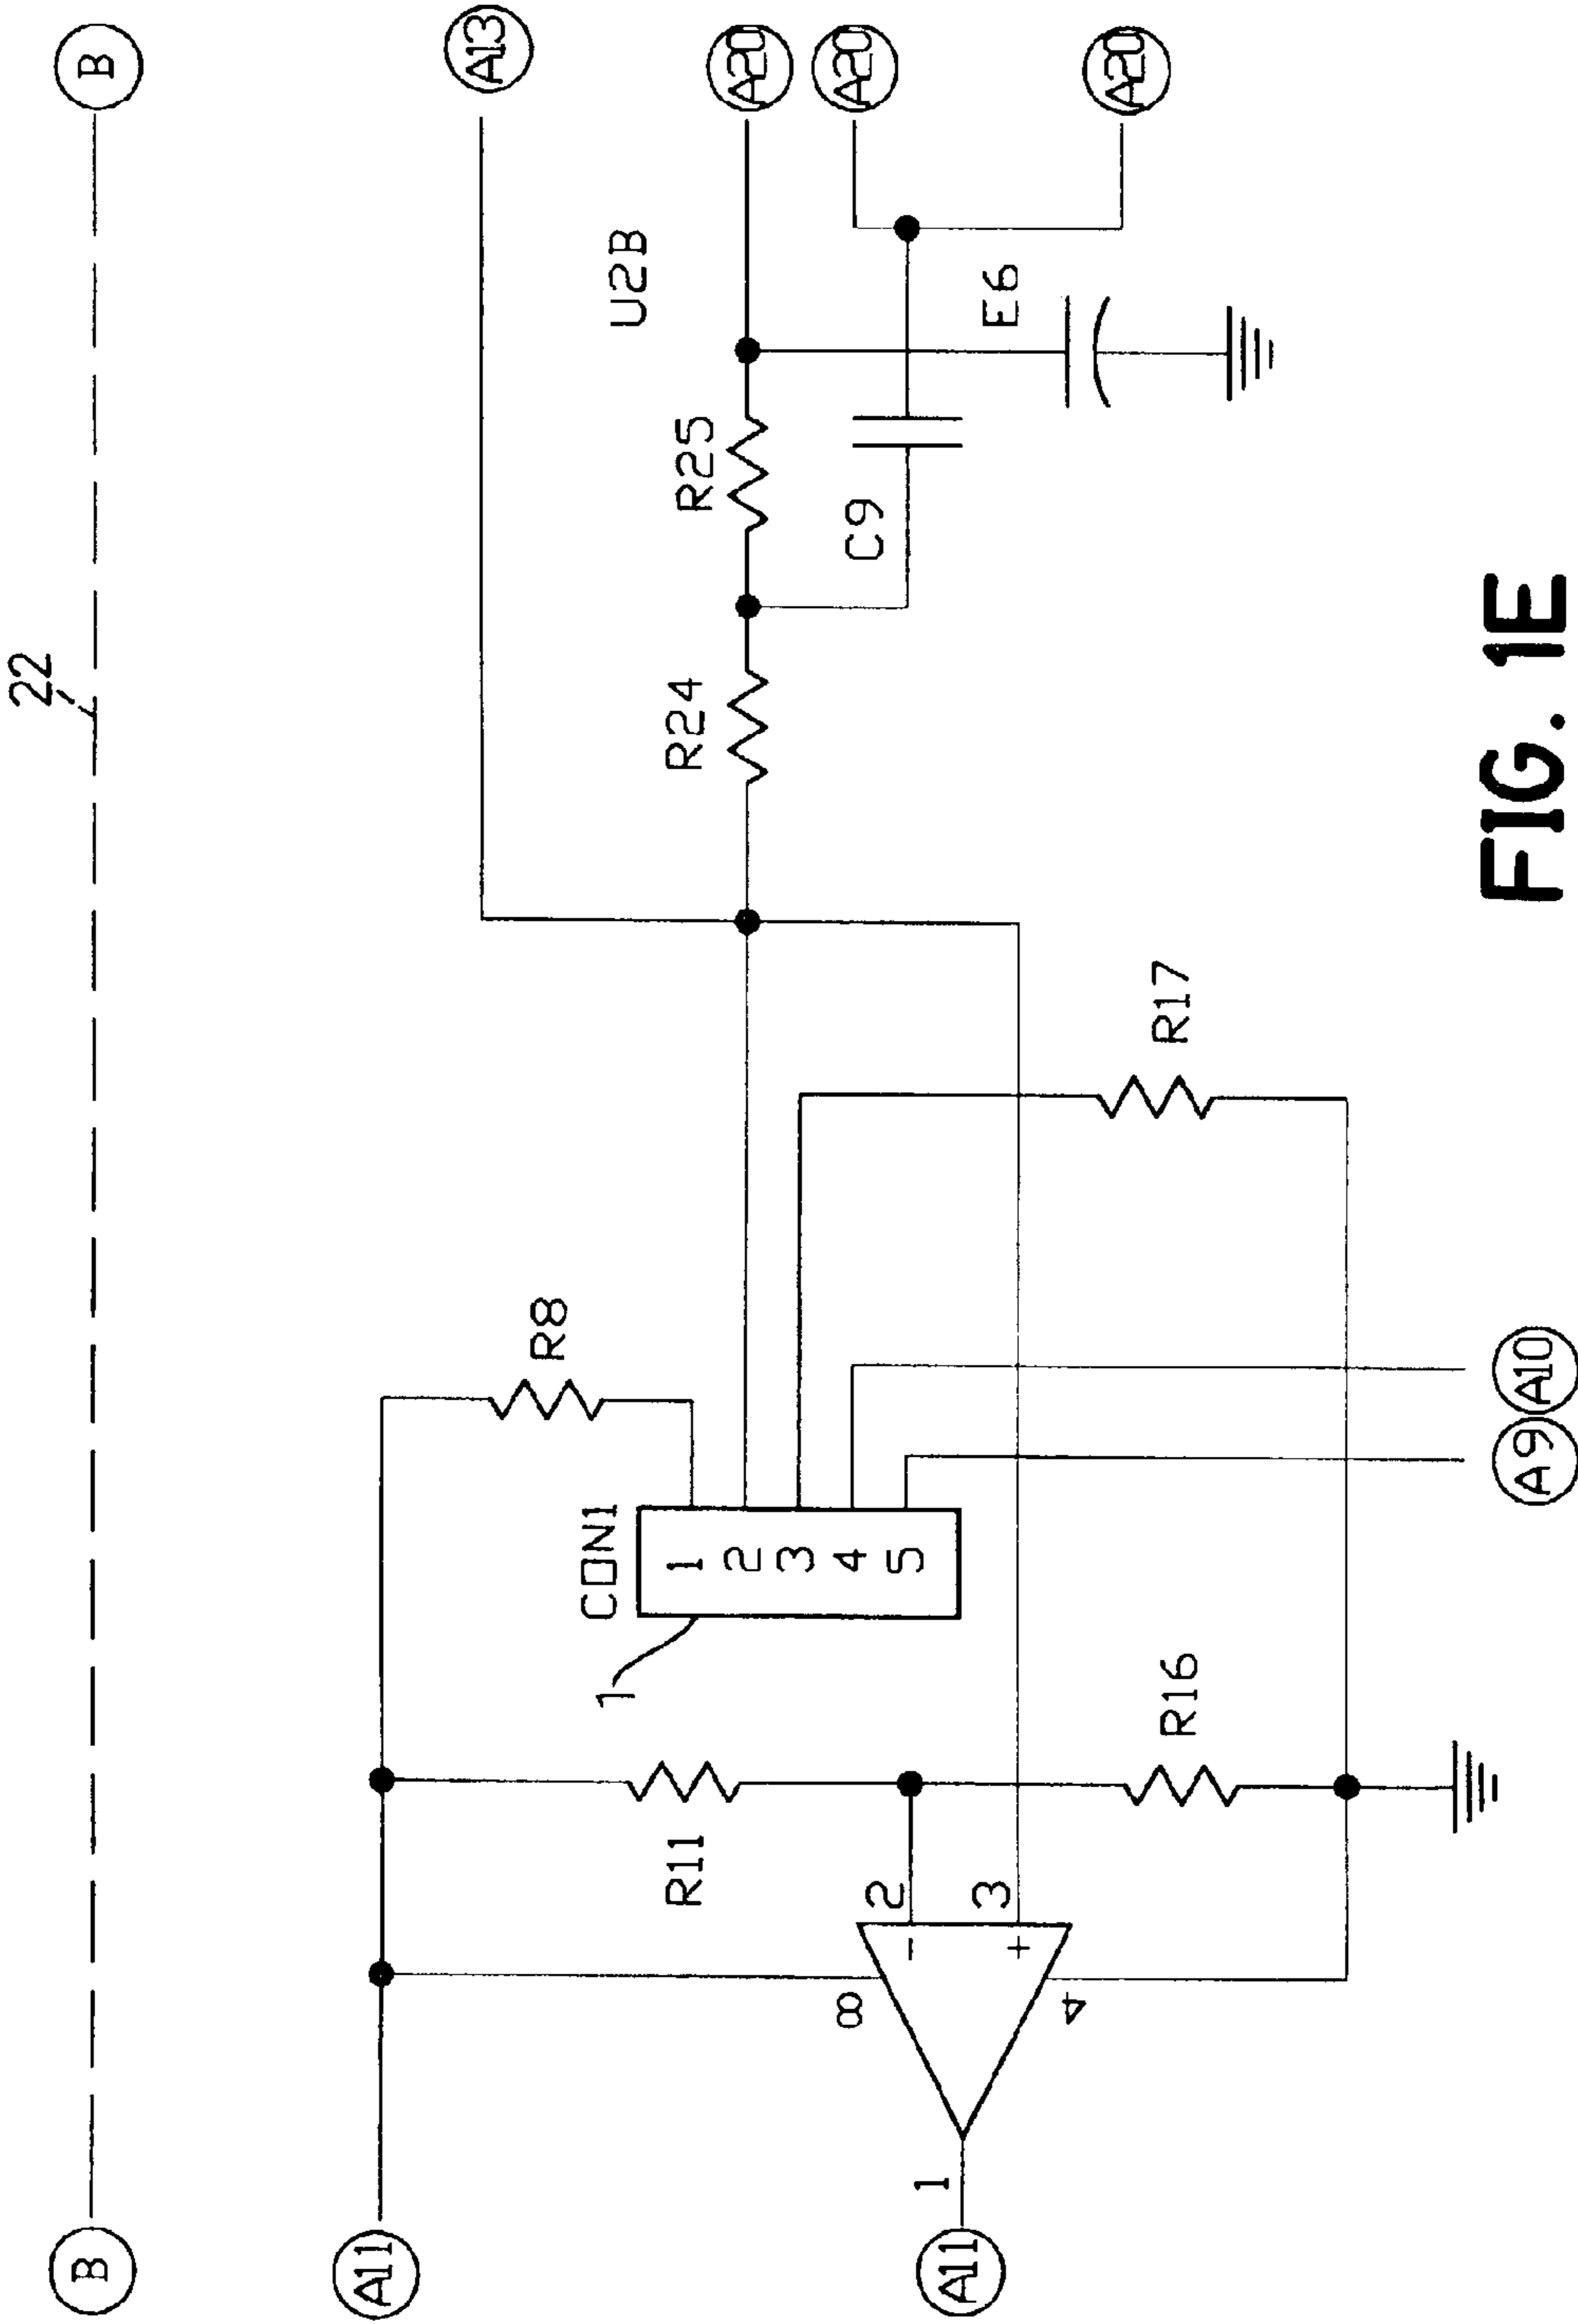 22
B
B
A13
A11
R8
U2B
CON1
1
R11
R24
R25
A20
1
2
3
4
5
C9
A20
8
2
-
3
+
4
1
A11
E6
A20
R16
R17
A9
A10
FIG. 1E